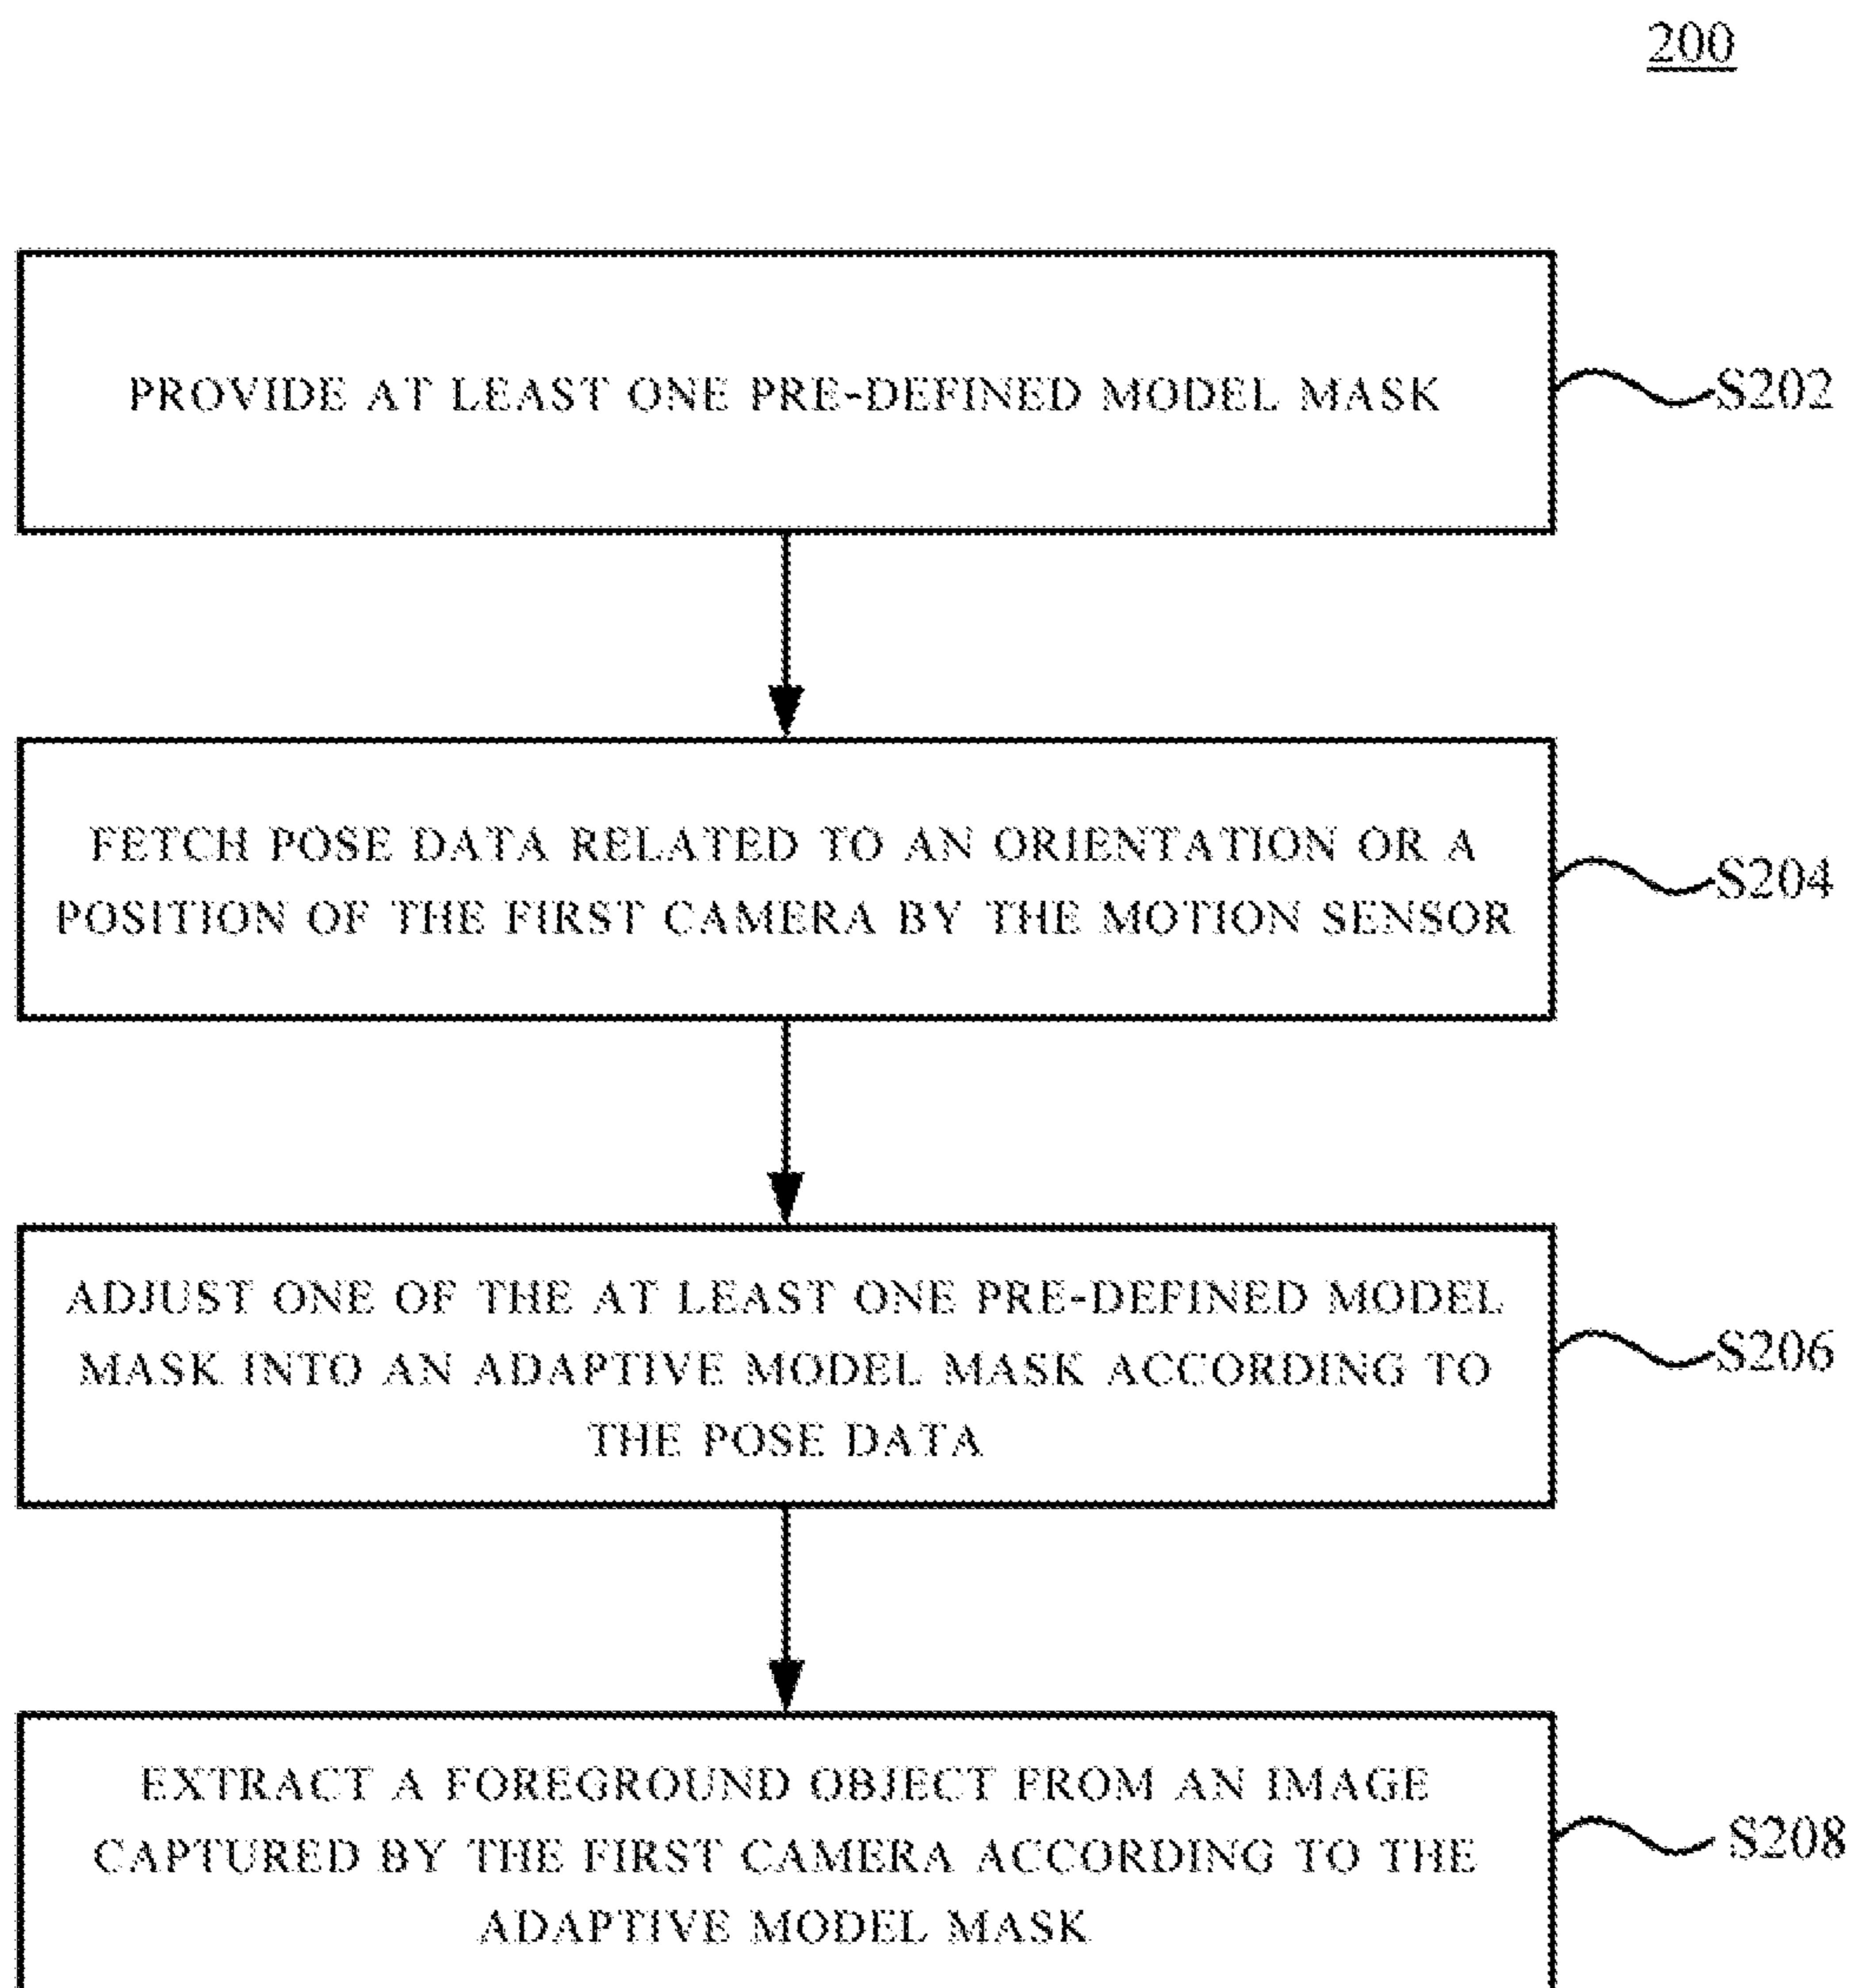 200
PROVIDE AT LEAST ONE PRE-DEFINED MODEL MASK
S202
FETCH POSE DATA RELATED TO AN ORIENTATION OR A
POSITION OF THE FIRST CAMERA BY THE MOTION SENSOR
S204
ADJUST ONE OF THE AT LEAST ONE PRE-DEFINED MODEL
MASK INTO AN ADAPTIVE MODEL MASK ACCORDING TO
THE POSE DATA
S206
EXTRACT A FOREGROUND OBJECT FROM AN IMAGE
CAPTURED BY THE FIRST CAMERA ACCORDING TO THE
ADAPTIVE MODEL MASK
S208